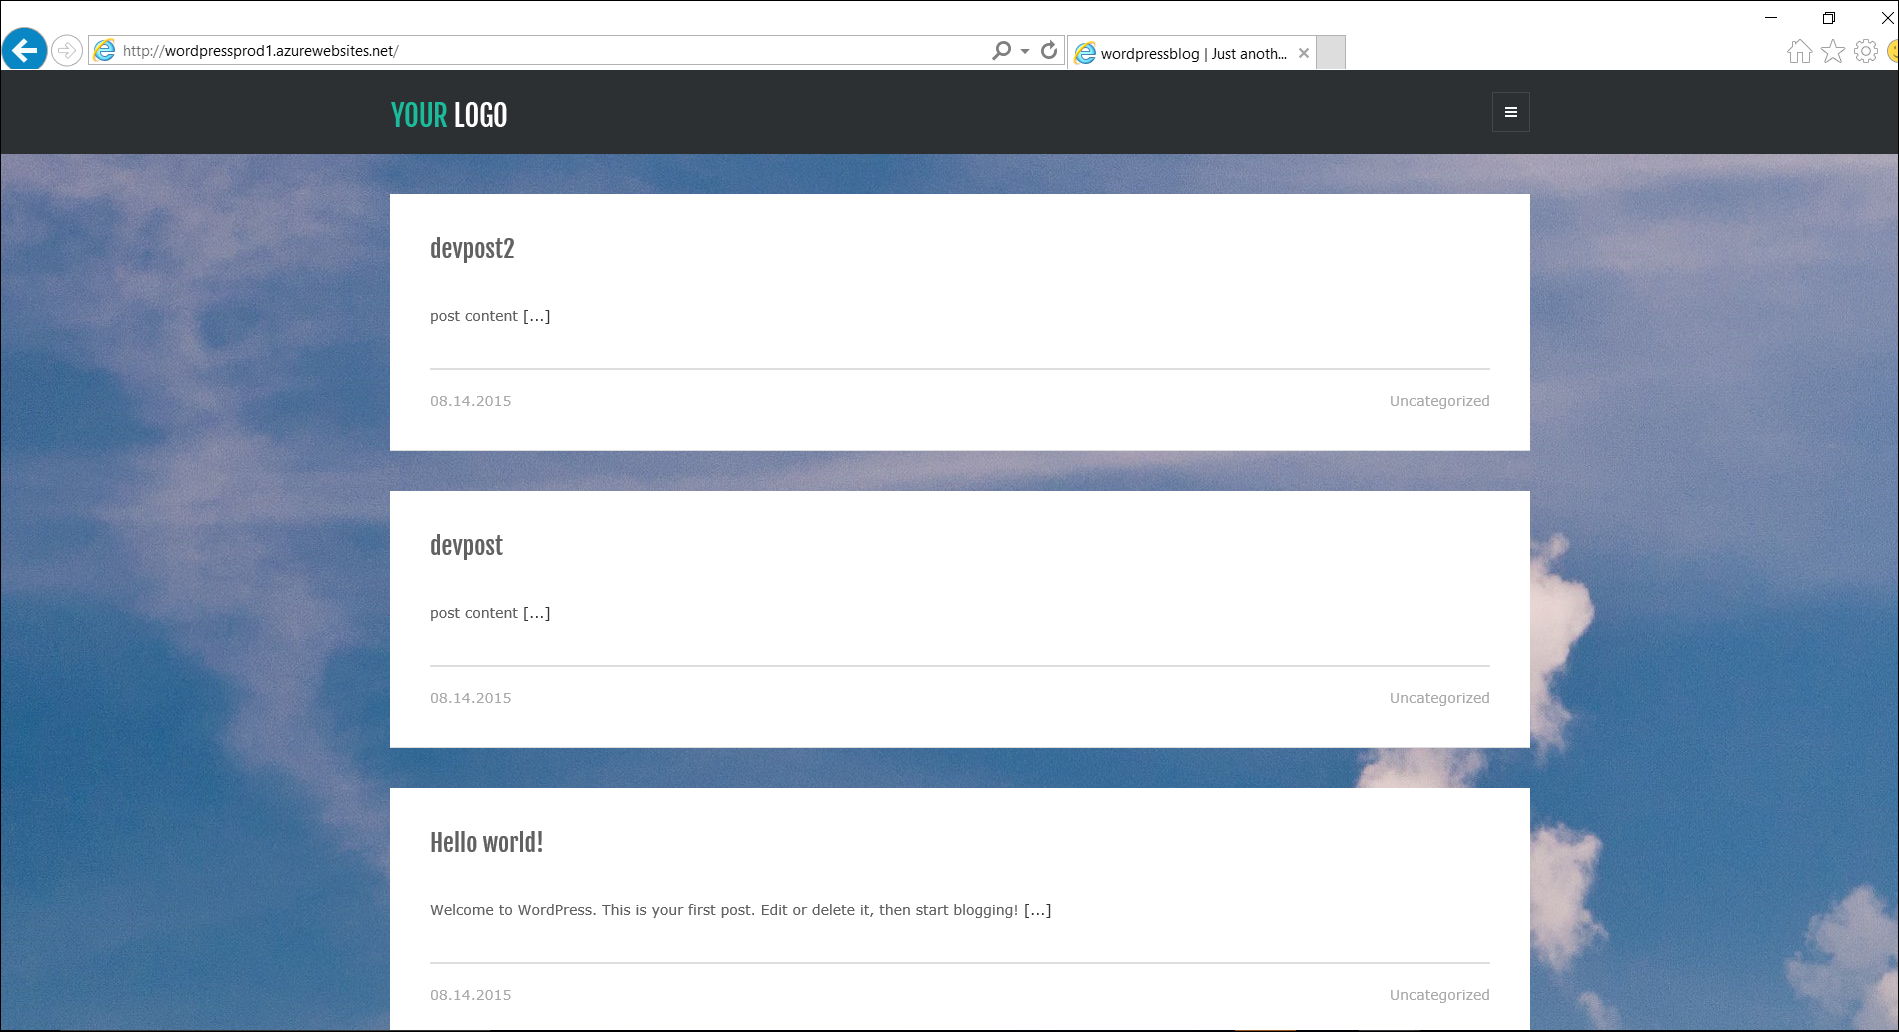 http://wordpressprod1.azurewebsites.net/
wordpressblog | Just anoth...
YOUR LOGO
devpost2
post content [...]
08.14.2015
Uncategorized
devpost
post content [...]
08.14.2015
Uncategorized
Hello world!
Welcome to WordPress. This is your first post. Edit or delete it, then start blogging! [...]
08.14.2015
Uncategorized